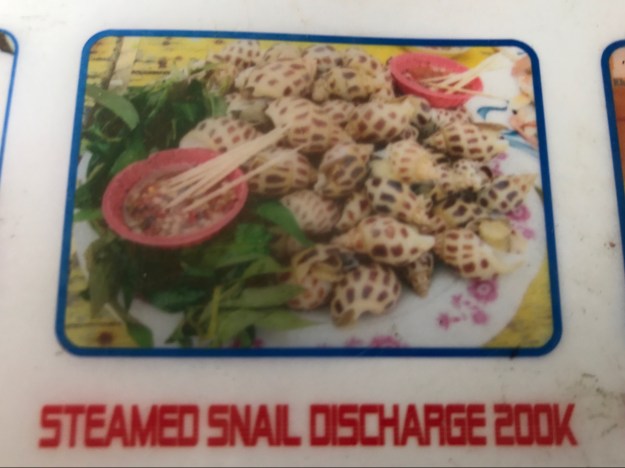 STEAMED SNAIL DISCHARGE 200K